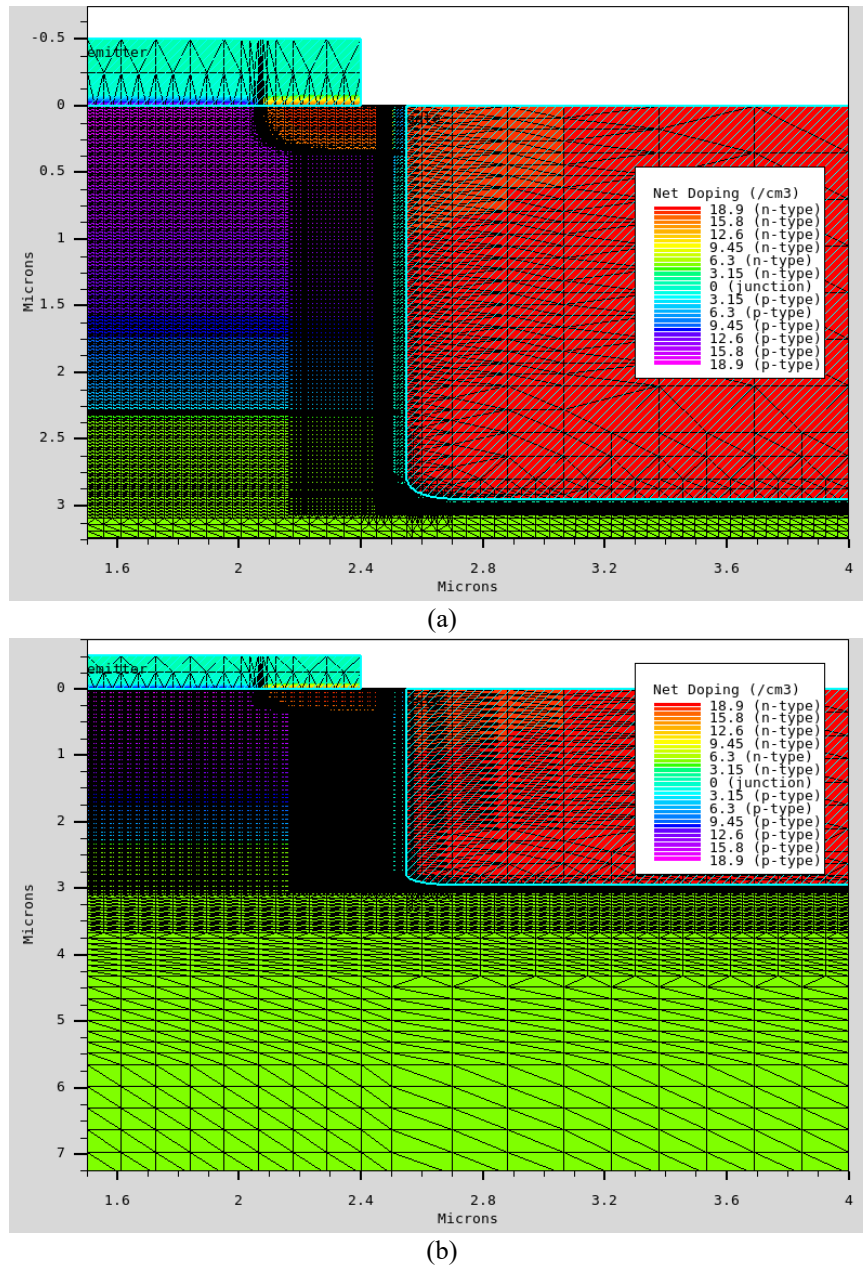 -0.5
emitter
0
0.5
Net Doping (/cm3)
18.9 (n-type)
15.8 (n-type)
12.6 (n-type)
9.45 (n-type)
6.3 (n-type)
3.15 (n-type)
0 (junction)
3.15 (p-type)
6.3 (p-type)
9.45 (p-type)
12.6 (p-type)
15.8 (p-type)
18.9 (p-type)
1
Microns
1.5
2
2.5
3
1.6 2 2.4 2.8 3.2 3.6 4
Microns
(a)
emitter
0
Net Doping (/cm3)
18.9 (n-type)
15.8 (n-type)
12.6 (n-type)
9.45 (n-type)
6.3 (n-type)
3.15 (n-type)
0 (junction)
3.15 (p-type)
6.3 (p-type)
9.45 (p-type)
12.6 (p-type)
15.8 (p-type)
18.9 (p-type)
1
2
3
Microns
4
5
6
7
1.6 2 2.4 2.8 3.2 3.6 4
Microns
(b)